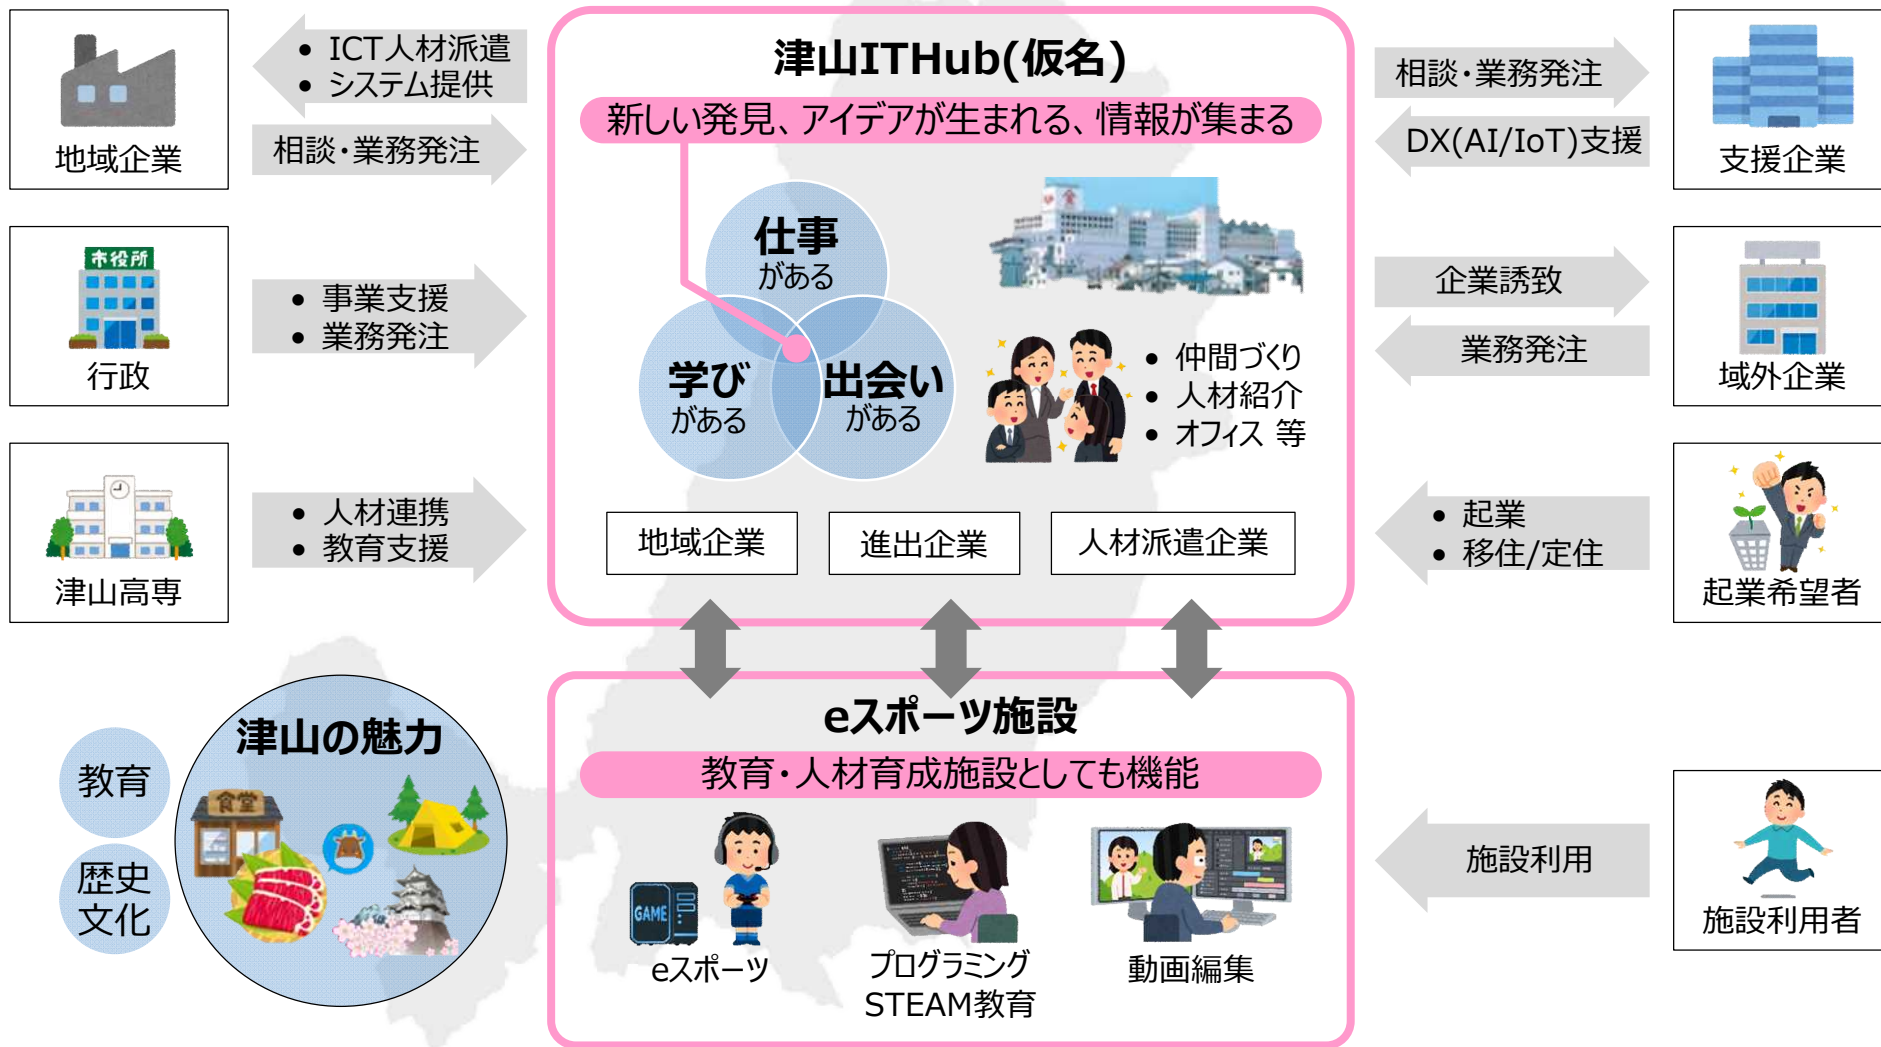 地域企業
• ICT人材派遣
• システム提供
相談・業務発注
市役所
行政
• 事業支援
• 業務発注
津山高専
• 人材連携
• 教育支援
津山ITHub(仮名)
新しい発見、アイデアが生まれる、情報が集まる
仕事
がある
学び
がある
出会い
がある
• 仲間づくり
• 人材紹介
• オフィス 等
地域企業
進出企業
人材派遣企業
相談・業務発注
DX(AI/IoT)支援
支援企業
企業誘致
業務発注
域外企業
• 起業
• 移住/定住
起業希望者
津山の魅力
教育
歴史
文化
食堂
eスポーツ施設
教育・人材育成施設としても機能
GAME
eスポーツ
プログラミング
STEAM教育
動画編集
施設利用
施設利用者